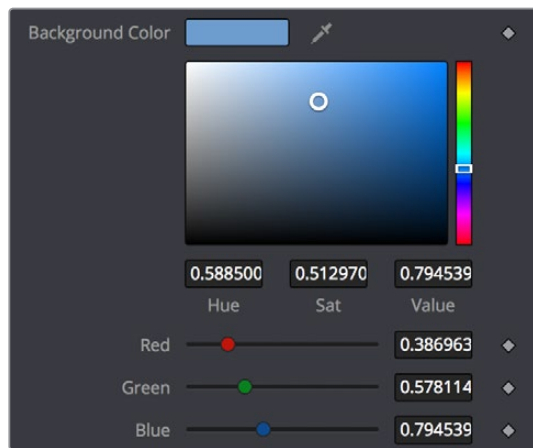 Background Color
0.588500 0.512970 0.794539
Hue Sat Value
Red 0.386963
Green 0.578114
Blue 0.794539